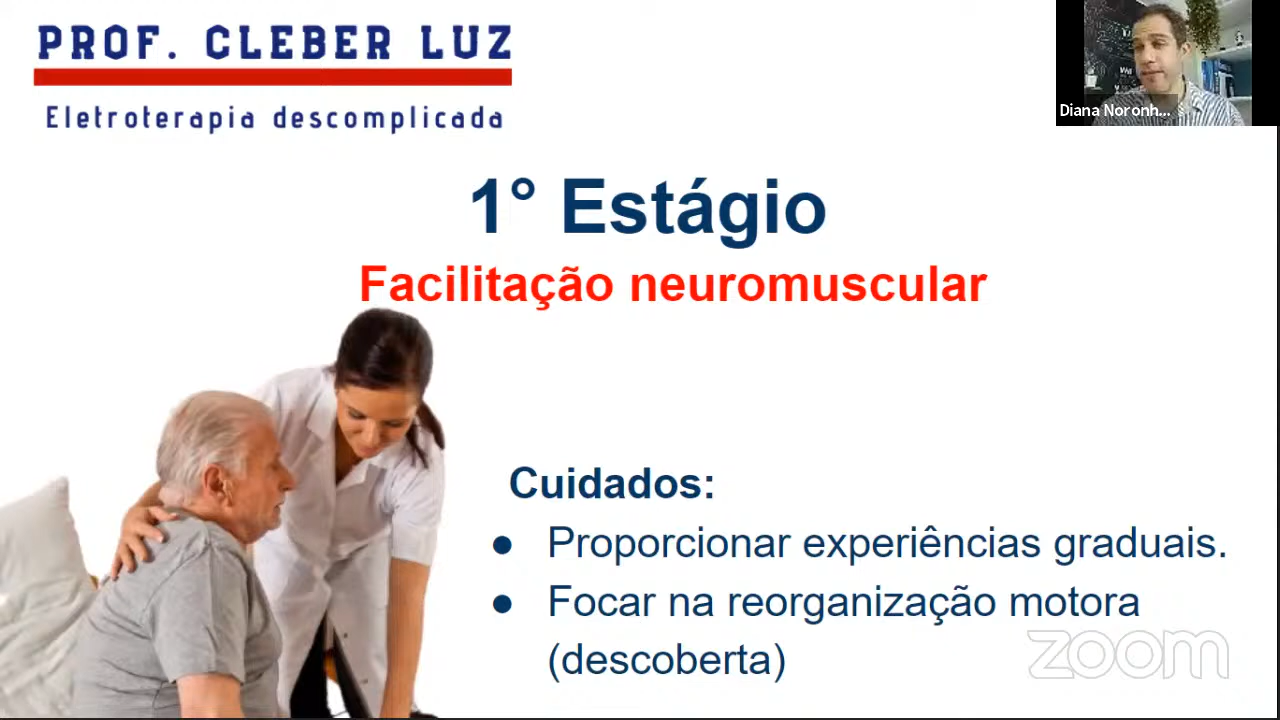 PROF. CLEBER LUZ
Eletroterapia descomplicada
Diana Noronh...
1° Estágio
Facilitação neuromuscular
Cuidados:
● Proporcionar experiências graduais.
● Focar na reorganização motora
(descoberta)
zoom